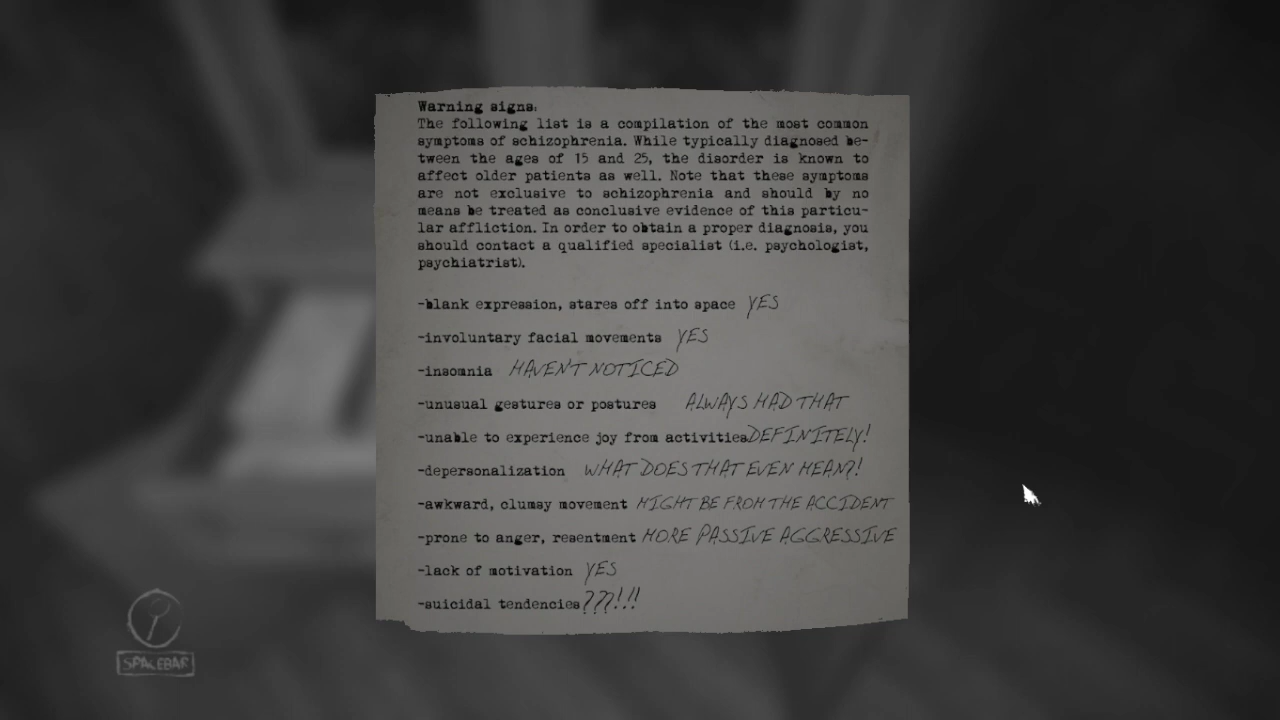 Warning signs:
The following list is a compilation of the most common
symptoms of schizophrenia. While typically diagnosed be-
tween the ages of 15 and 25, the disorder is known to
affect older patients as well. Note that these symptoms
are not exclusive to schizophrenia and should by no
means be treated as conclusive evidence of this particu-
lar affliction. In order to obtain a proper diagnosis, you
should contact a qualified specialist (i.e. psychologist,
psychiatrist).
-blank expression, stares off into space YES
-involuntary facial movements YES
-insomnia HAVEN'T NOTICED
-unusual gestures or postures ALWAYS HAD THAT
-unable to experience joy from activities DEFINITELY!
-depersonalization WHAT DOES THAT EVEN MEAN?!
-awkward, clumsy movement MIGHT BE FROM THE ACCIDENT
-prone to anger, resentment MORE PASSIVE AGGRESSIVE
-lack of motivation YES
-suicidal tendencies ???!!!
SPACEBAR